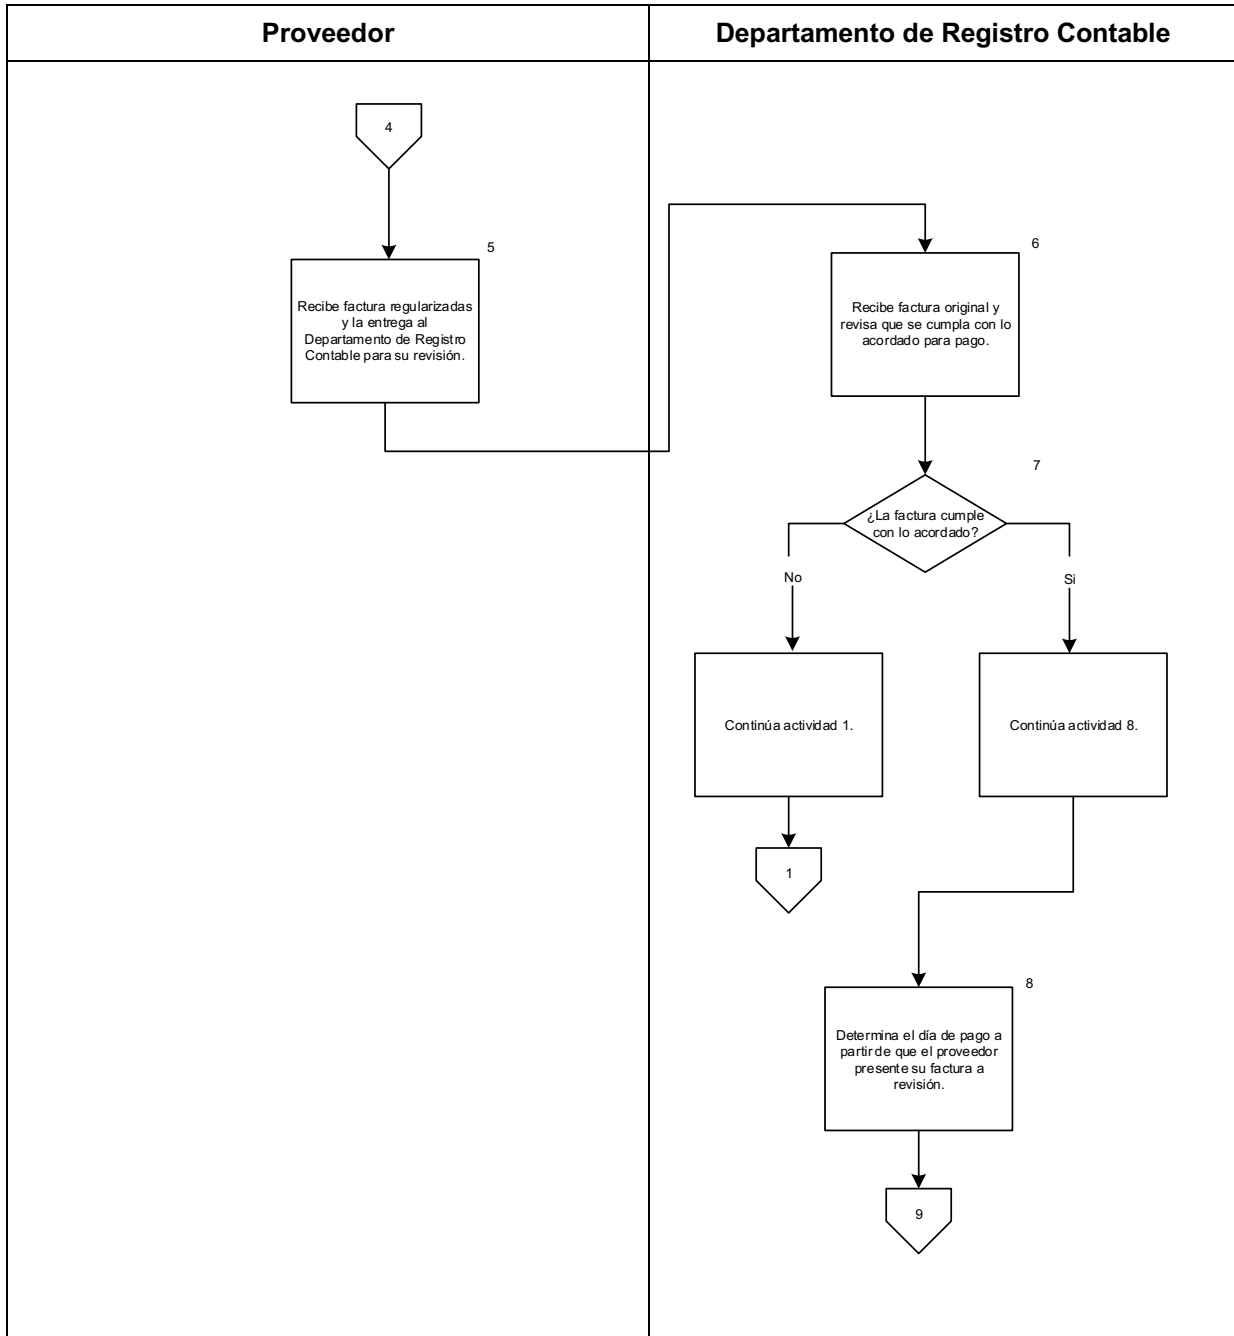 Proveedor
Departamento de Registro Contable
4
5
Recibe factura regularizadas
y la entrega al
Departamento de Registro
Contable para su revisión.
6
Recibe factura original y
revisa que se cumpla con lo
acordado para pago.
7
¿La factura cumple
con lo acordado?
No
Si
Continúa actividad 1.
Continúa actividad 8.
1
8
Determina el día de pago a
partir de que el proveedor
presente su factura a
revisión.
9